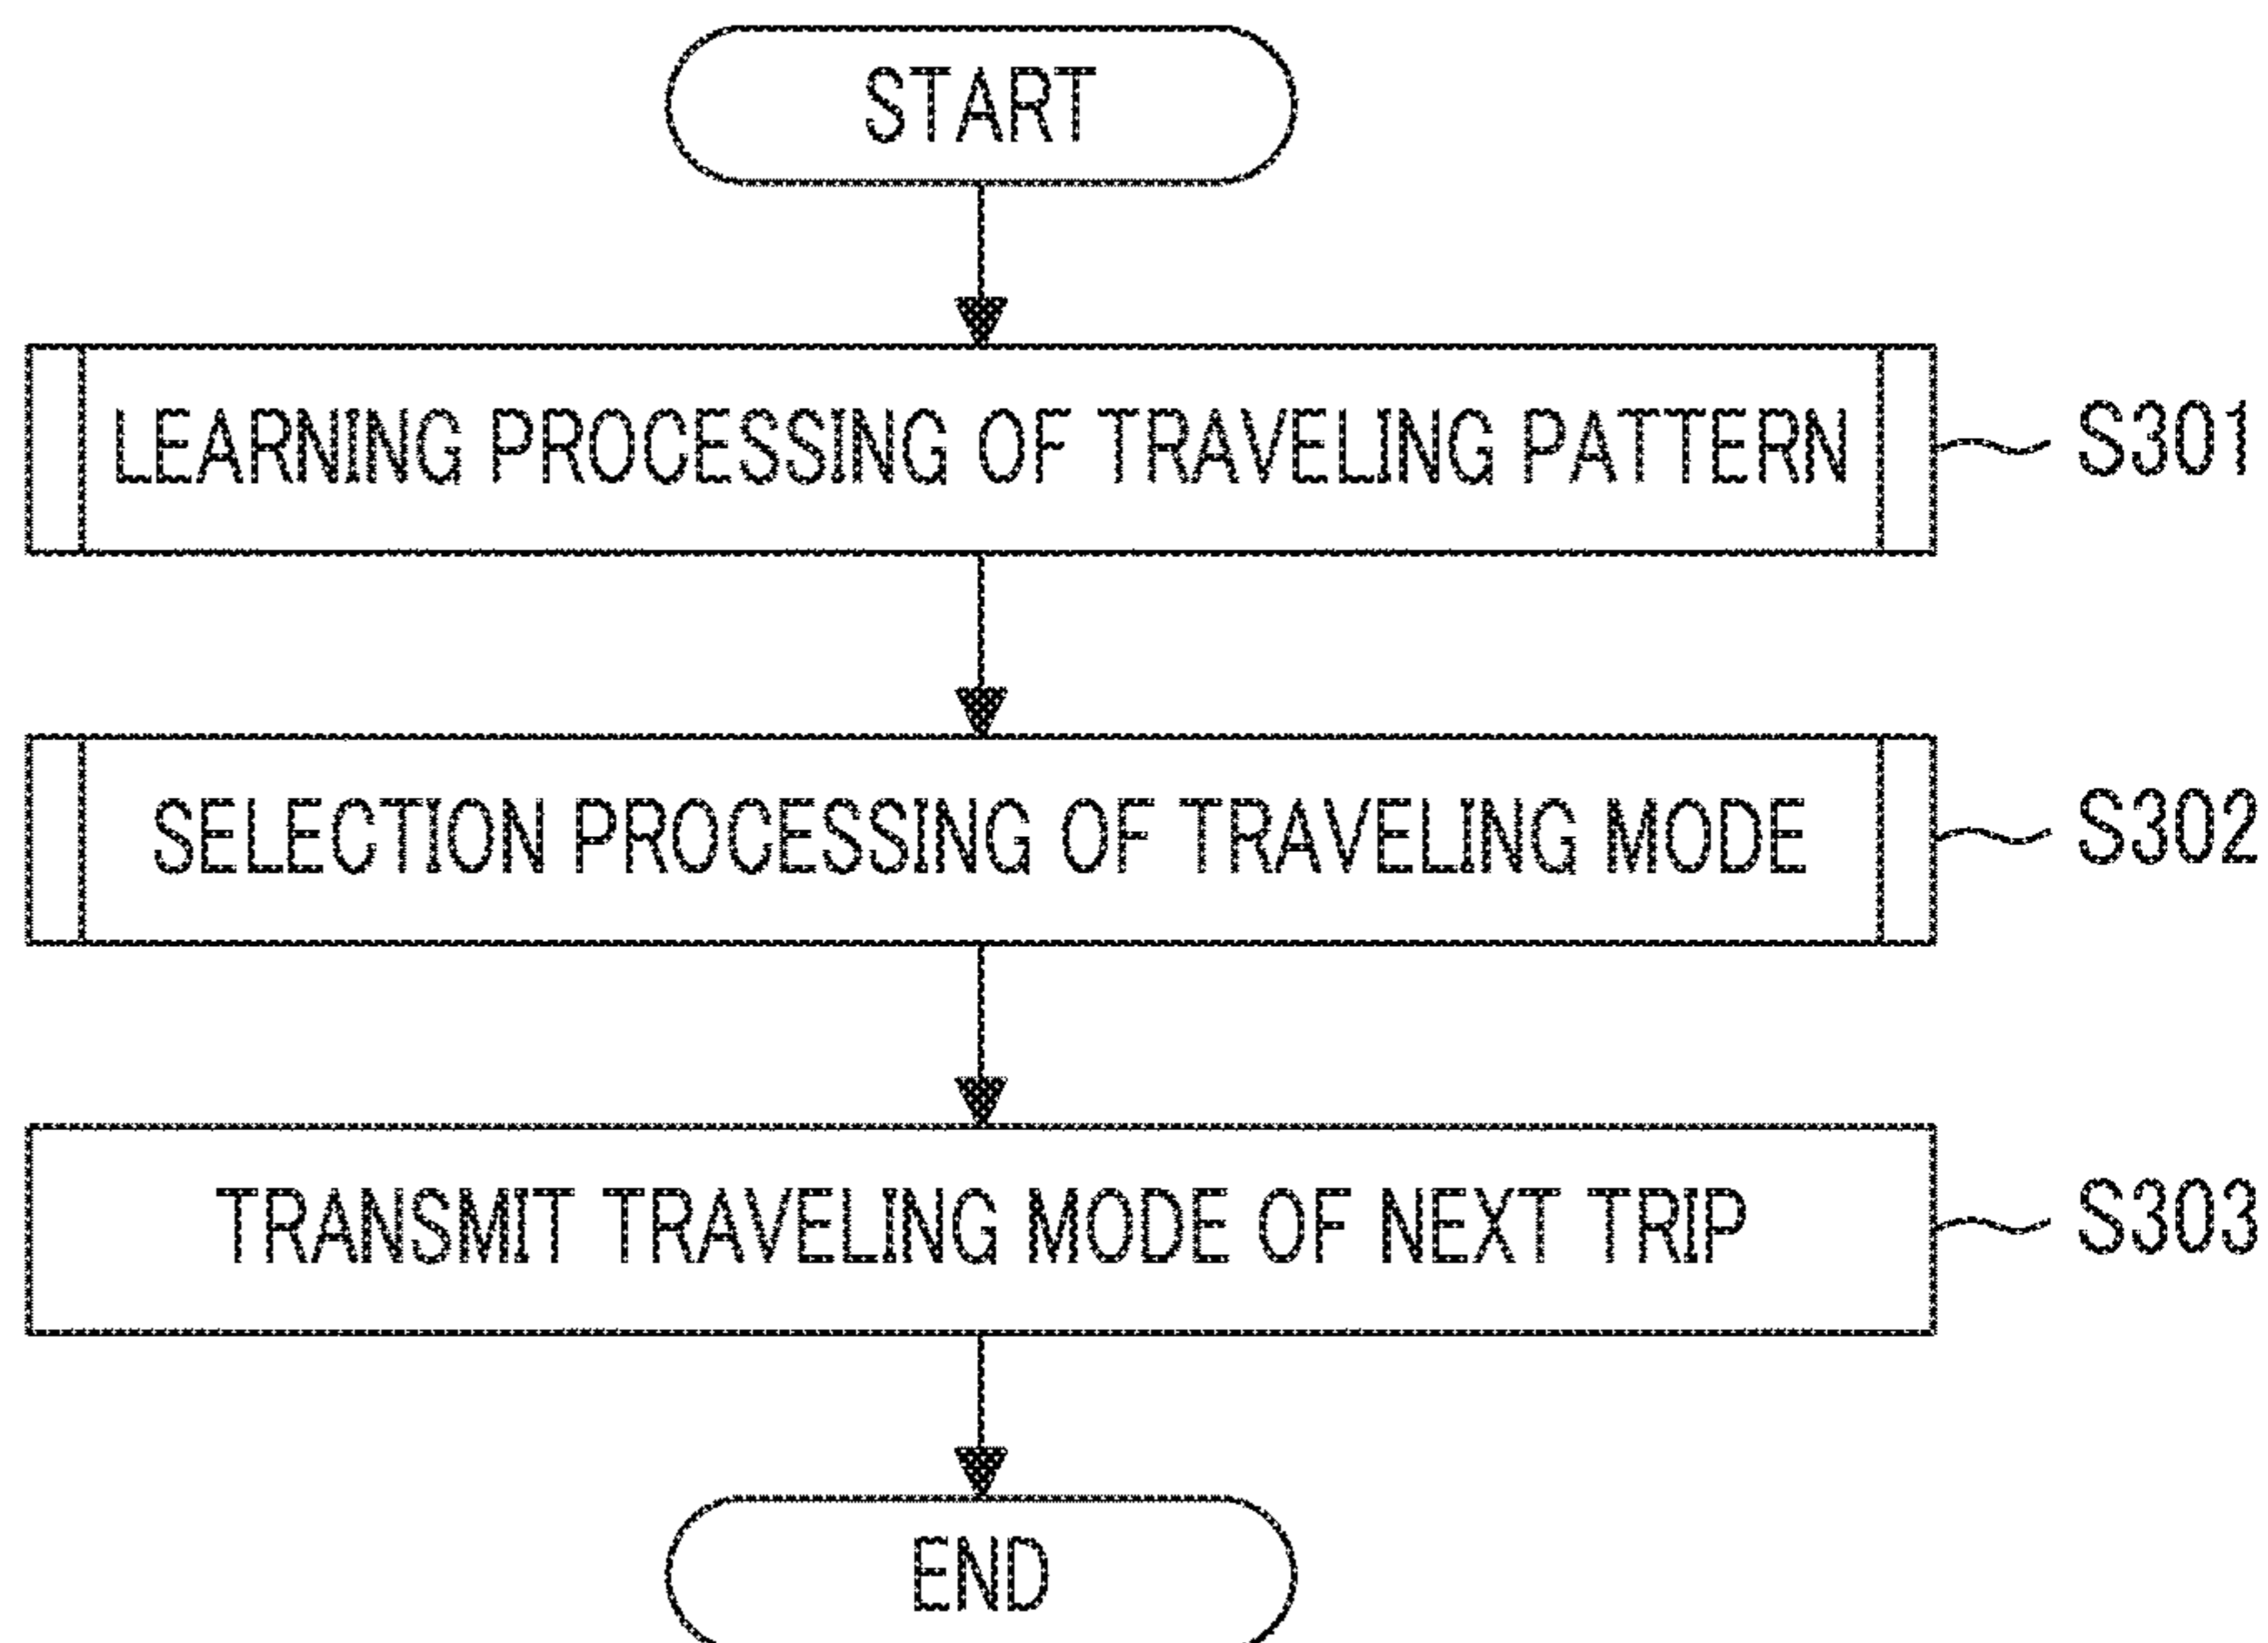 START
LEARNING PROCESSING OF TRAVELING PATTERN
S301
SELECTION PROCESSING OF TRAVELING MODE
S302
TRANSMIT TRAVELING MODE OF NEXT TRIP
S303
END